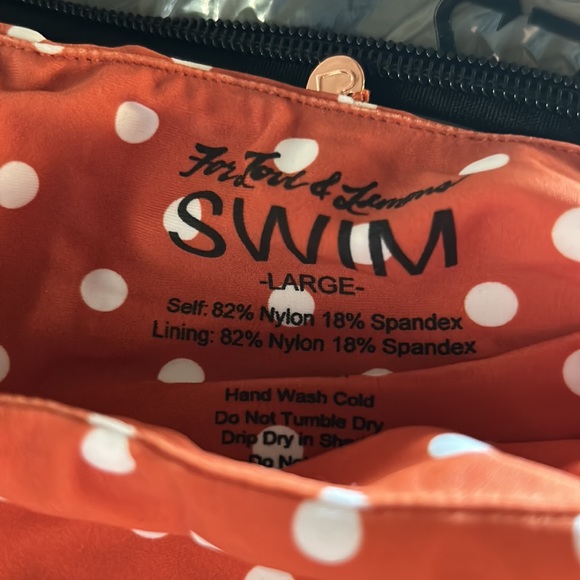 For Love & Lemons
SWIM
-LARGE-
Self: 82% Nylon 18% Spandex
Lining: 82% Nylon 18% Spandex
Hand Wash Cold
Do Not Tumble Dry
Drip Dry in
Do